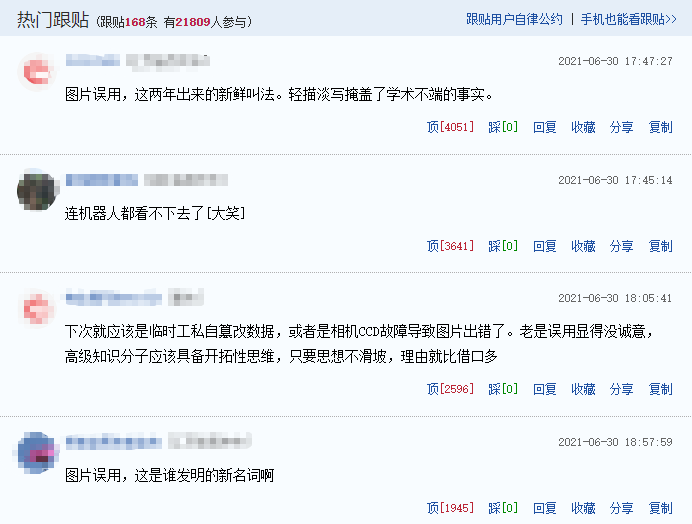 热门跟贴 (跟贴168条 有21809人参与) 跟贴用户自律公约 | 手机也能看跟贴>>
2021-06-30 17:47:27
图片误用，这两年出来的新鲜叫法。轻描淡写掩盖了学术不端的事实。
顶[4051] 踩[0] 回复 收藏 分享 复制
2021-06-30 17:45:14
连机器人都看不下去了[大笑]
顶[3641] 踩[0] 回复 收藏 分享 复制
2021-06-30 18:05:41
下次就应该是临时工私自篡改数据，或者是相机CCD故障导致图片出错了。老是误用显得没诚意，
高级知识分子应该具备开拓性思维，只要思想不滑坡，理由就比借口多
顶[2596] 踩[0] 回复 收藏 分享 复制
2021-06-30 18:57:59
图片误用，这是谁发明的新名词啊
顶[1945] 踩[0] 回复 收藏 分享 复制